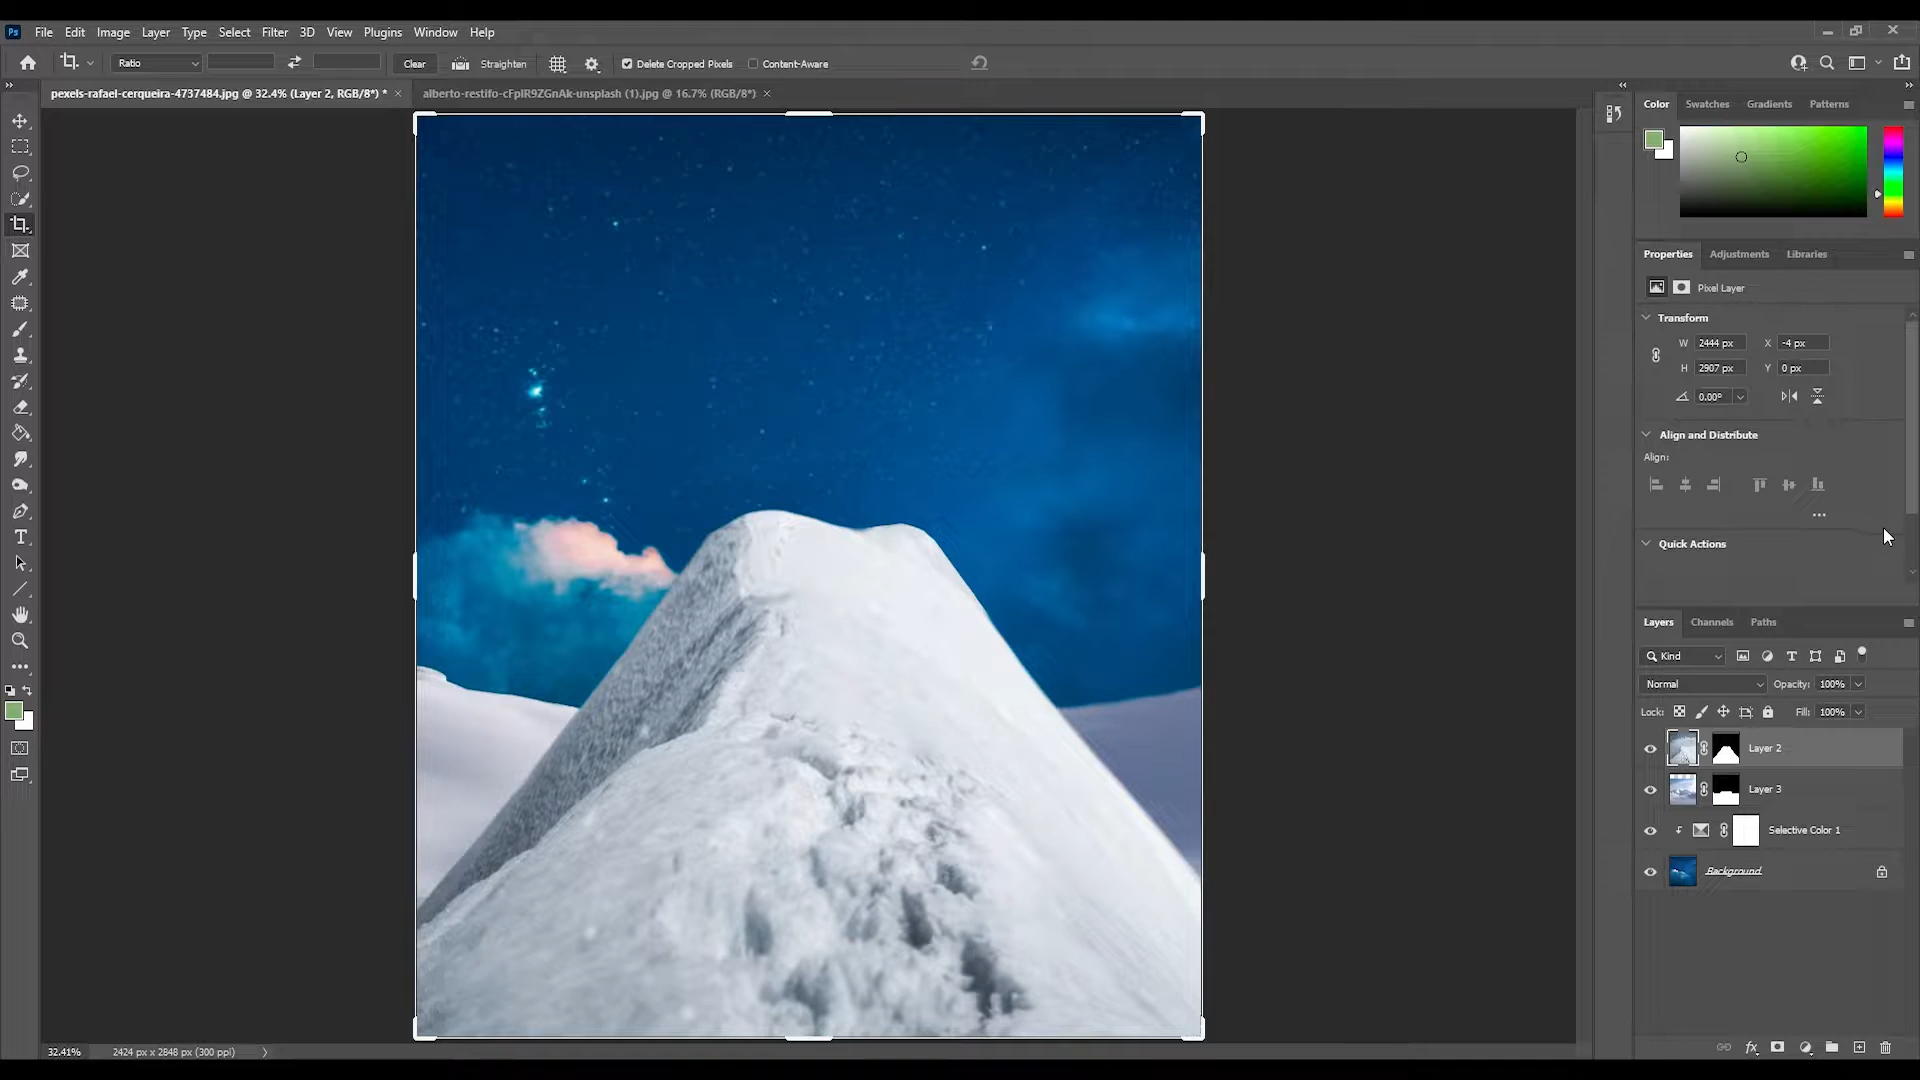 Ps File Edit Image Layer Type Select Filter 3D View Plugins Window Help
Ratio Clear Straighten Delete Cropped Pixels Content-Aware
pexels-rafael-cerqueira-4737484.jpg @ 32.4% (Layer 2, RGB/8*) * × alberto-restifo-cFplR9ZGnAk-unsplash (1).jpg @ 16.7% (RGB/8*) ×
Color Swatches Gradients Patterns
Properties Adjustments Libraries
Pixel Layer
Transform
W 2444 px X -4 px
H 2907 px Y 0 px
0.00°
Align and Distribute
Align:
Quick Actions
Layers Channels Paths
Kind
Normal Opacity: 100%
Lock: Fill: 100%
Layer 2
Layer 3
Selective Color 1
Background
32.41% 2424 px x 2848 px (300 ppi)